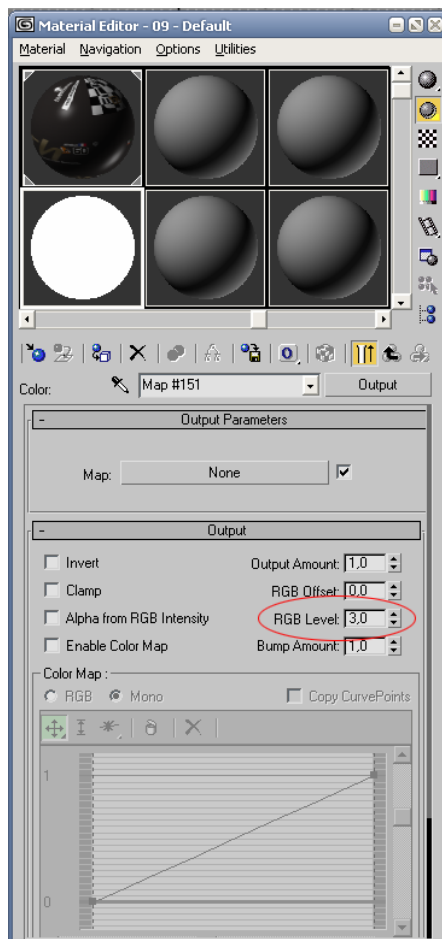 Material Editor - 09 - Default
Material Navigation Options Utilities
Color: Map #151 Output
- Output Parameters
Map: None
- Output
Invert Output Amount: 1,0
Clamp RGB Offset: 0,0
Alpha from RGB Intensity RGB Level: 3,0
Enable Color Map Bump Amount: 1,0
Color Map :
RGB Mono Copy CurvePoints
1
0